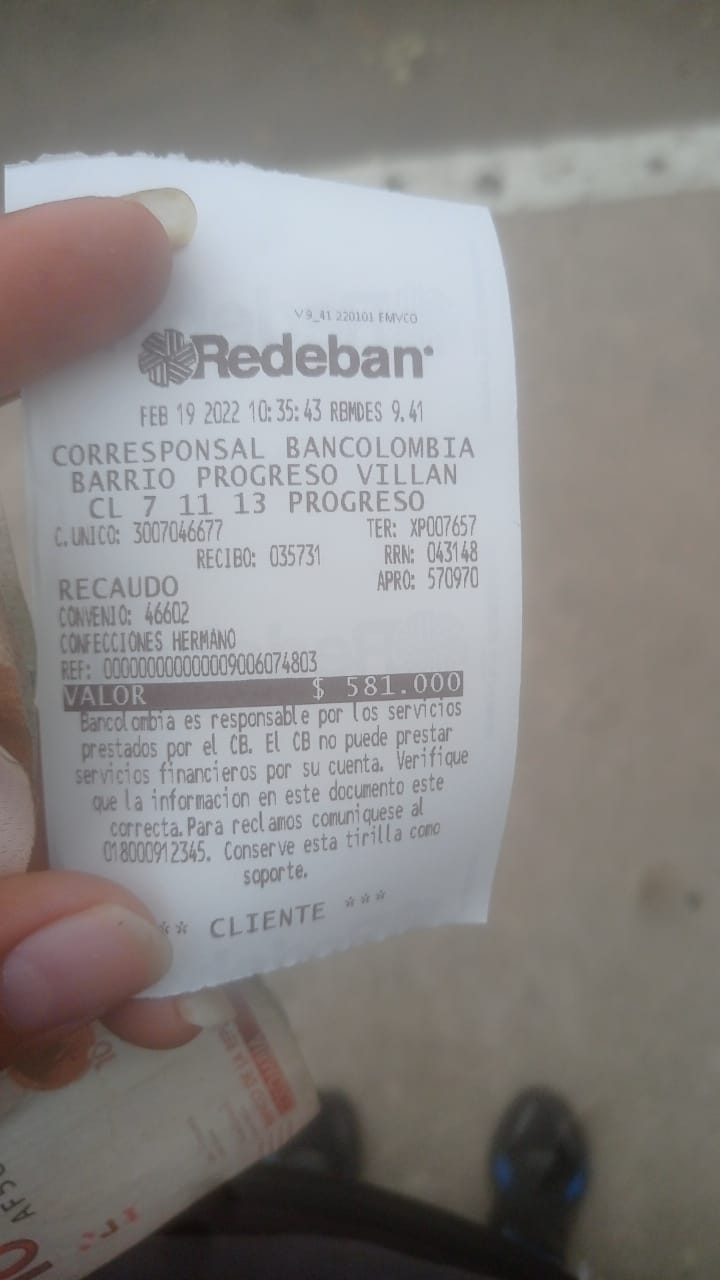 V9_41 220101 EMVCO
Redeban
FEB 19 2022 10:35:43 RBMDES 9.41
CORRESPONSAL BANCOLOMBIA
BARRIO PROGRESO VILLAN
CL 7 11 13 PROGRESO
C.UNICO: 3007046677 TER: XP007657
RECIBO: 035731 RRN: 043148
RECAUDO APRO: 570970
CONVENIO: 46602
CONFECCIONES HERMANO
REF: 000000000000009006074803
VALOR $ 581.000
Bancolombia es responsable por los servicios
prestados por el CB. El CB no puede prestar
servicios financieros por su cuenta. Verifique
que la informacion en este documento este
correcta.Para reclamos comuniquese al
018000912345. Conserve esta tirilla como
soporte.
** CLIENTE ***
10